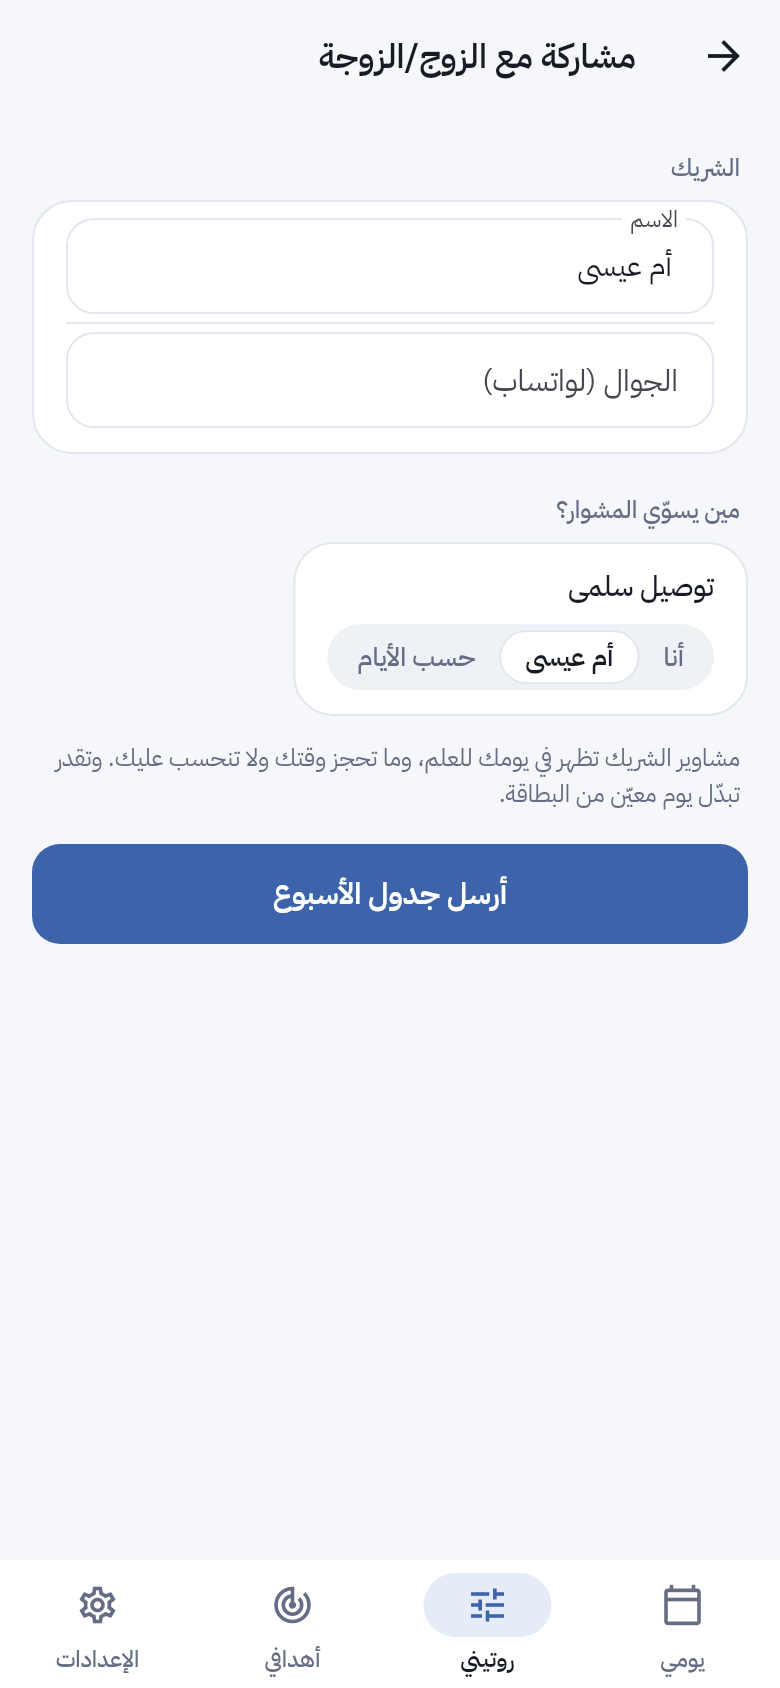 مشاركة مع الزوج/الزوجة
الشريك
الاسم
أم عيسى
الجوال (لواتساب)
مين يسوّي المشوار؟
توصيل سلمى
أنا
أم عيسى
حسب الأيام
مشاوير الشريك تظهر في يومك للعلم، وما تحجز وقتك ولا تنحسب عليك. وتقدر
تبدّل يوم معيّن من البطاقة.
أرسل جدول الأسبوع
يومي
روتيني
أهدافي
الإعدادات